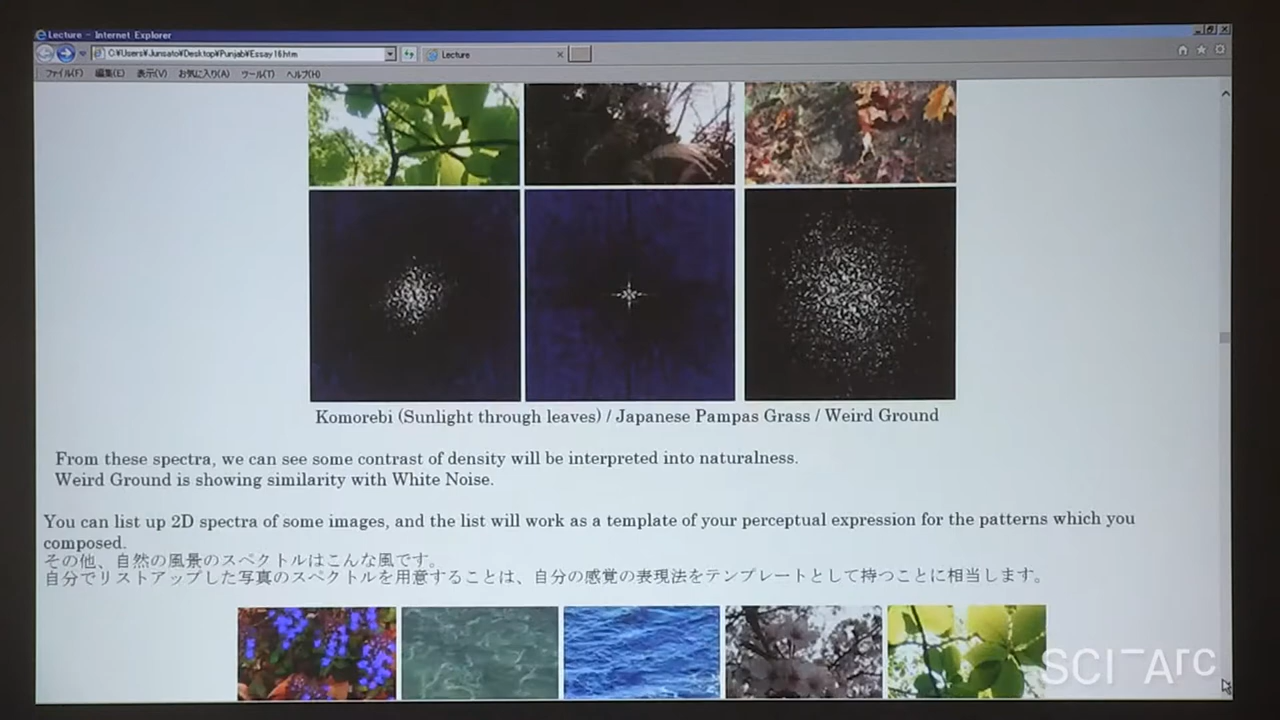 Lecture - Internet Explorer
C:¥Users¥Junsato¥Desktop¥Punjab¥Essay16.htm
Lecture
ファイル(F) 編集(E) 表示(V) お気に入り(A) ツール(T) ヘルプ(H)
Komorebi (Sunlight through leaves) / Japanese Pampas Grass / Weird Ground
From these spectra, we can see some contrast of density will be interpreted into naturalness.
Weird Ground is showing similarity with White Noise.
You can list up 2D spectra of some images, and the list will work as a template of your perceptual expression for the patterns which you
composed.
その他、自然の風景のスペクトルはこんな風です。
自分でリストアップした写真のスペクトルを用意することは、自分の感覚の表現法をテンプレートとして持つことに相当します。
SCI-Arc